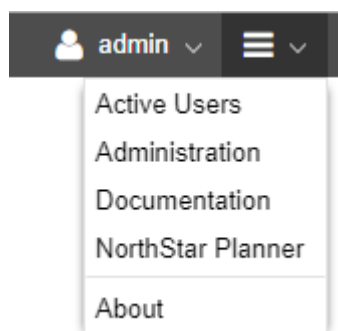 admin
Active Users
Administration
Documentation
NorthStar Planner
About